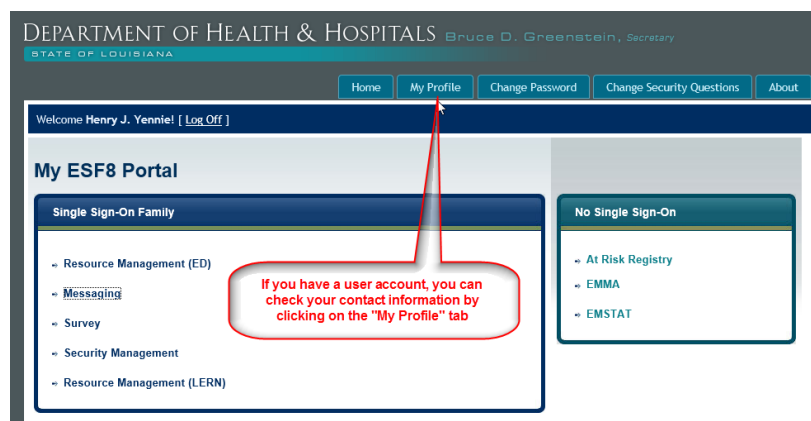 DEPARTMENT OF HEALTH & HOSPITALS Bruce D. Greenstein, Secretary
STATE OF LOUISIANA
Home My Profile Change Password Change Security Questions About
Welcome Henry J. Yennie! [ Log Off ]
My ESF8 Portal
Single Sign-On Family
Resource Management (ED)
Messaging
Survey
Security Management
Resource Management (LERN)
If you have a user account, you can
check your contact information by
clicking on the "My Profile" tab
No Single Sign-On
At Risk Registry
EMMA
EMSTAT